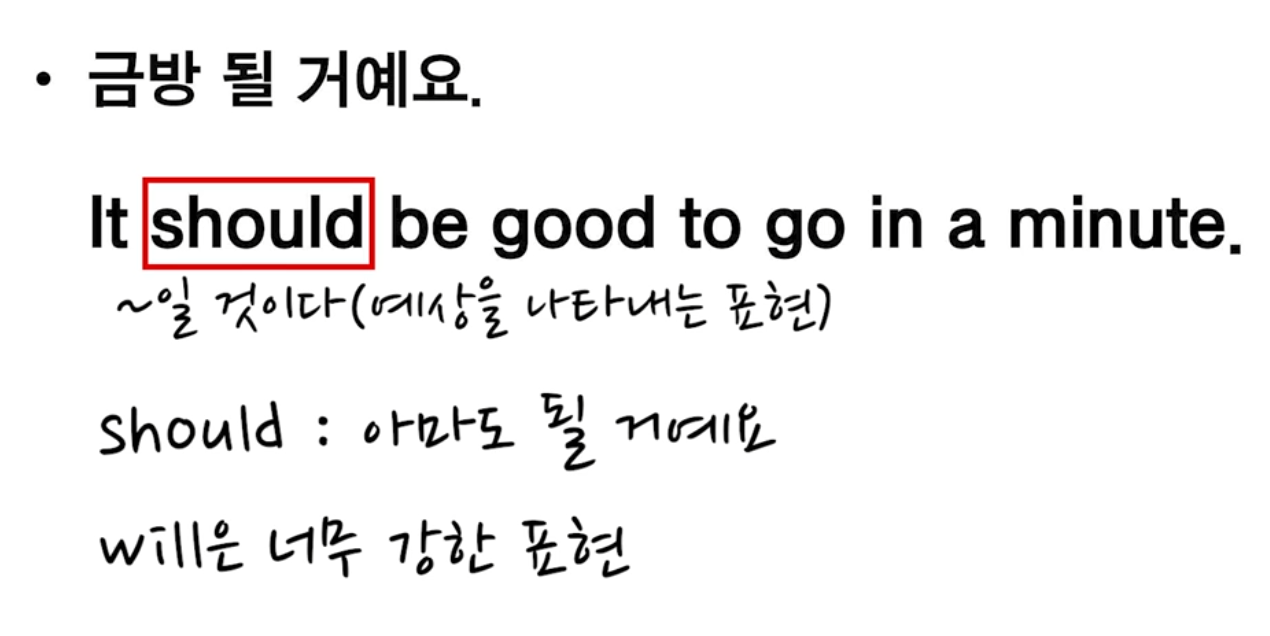 • 금방 될 거예요.
It should be good to go in a minute.
~일 것이다(예상을 나타내는 표현)
should : 아마도 될 거예요
will은 너무 강한 표현